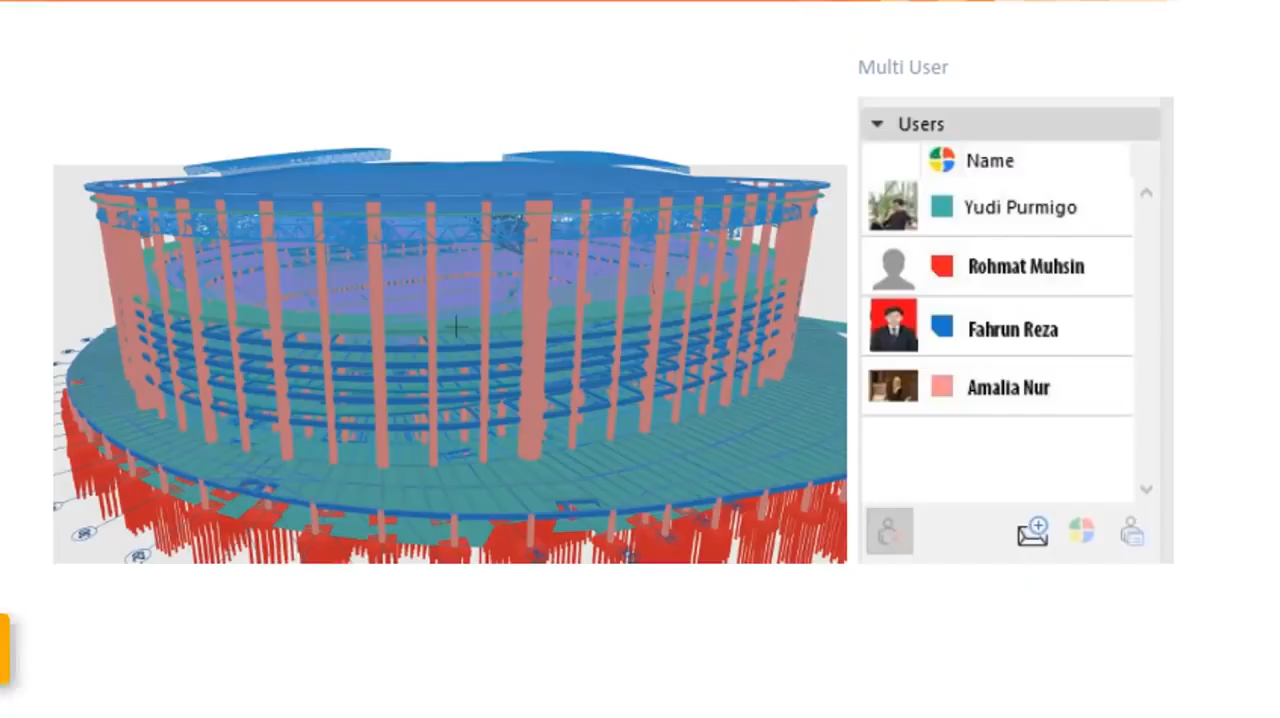 Multi User
Users
Name
Yudi Purmigo
Rohmat Muhsin
Fahrun Reza
Amalia Nur